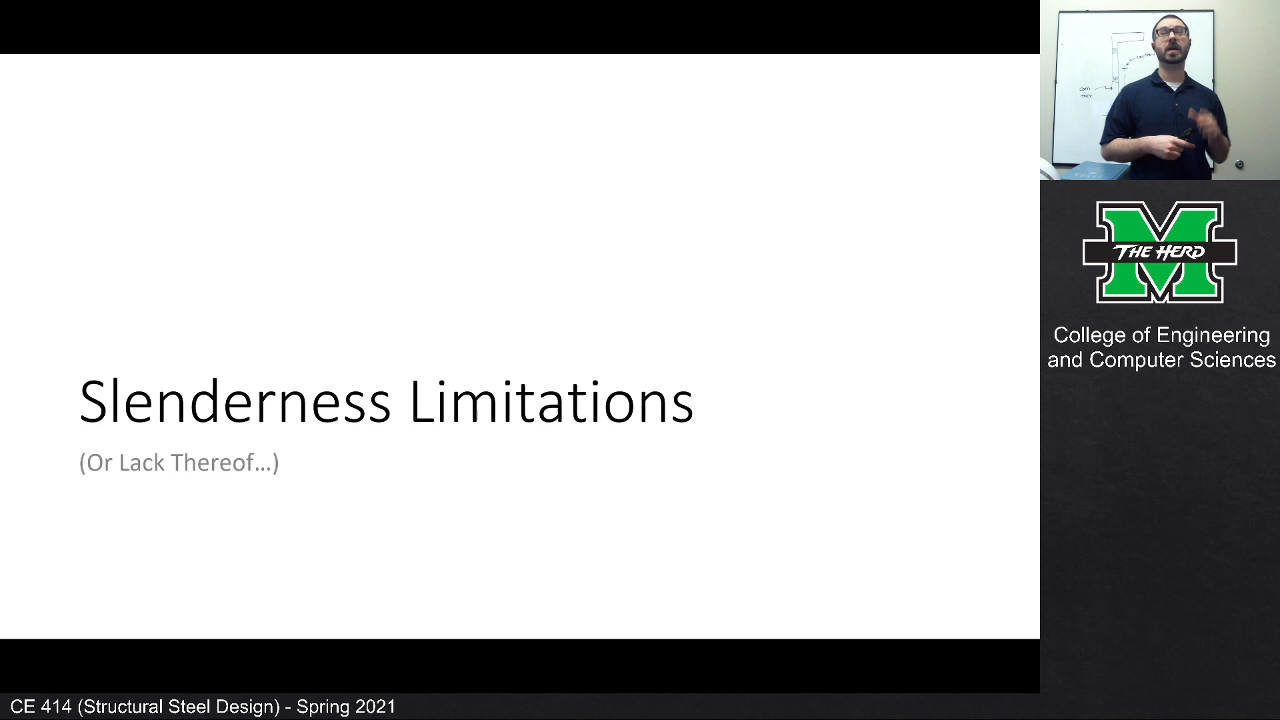 Slenderness Limitations
(Or Lack Thereof...)
THE HERD
College of Engineering
and Computer Sciences
CE 414 (Structural Steel Design) - Spring 2021